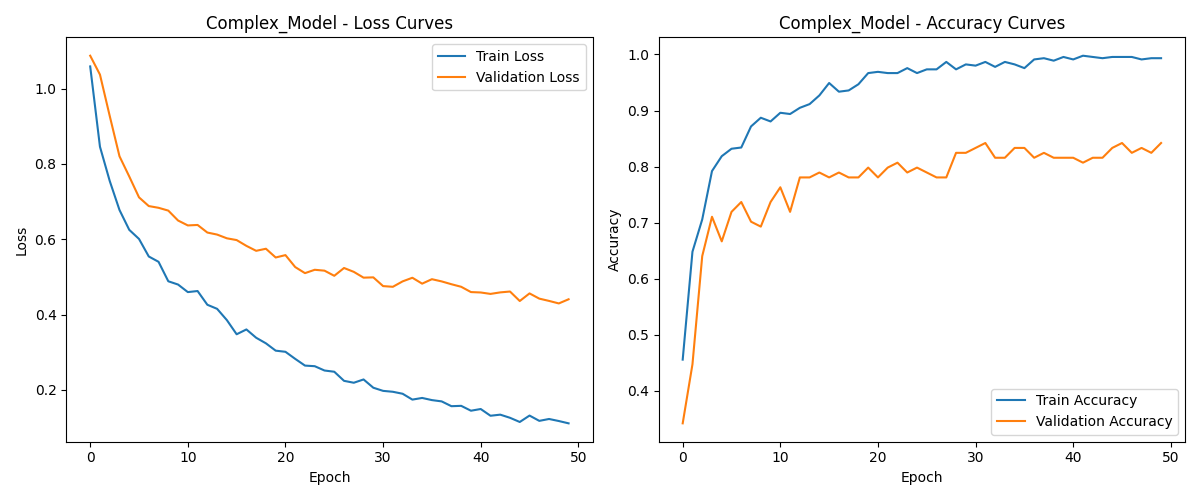 Complex_Model - Loss Curves
Train Loss
Validation Loss
1.0
0.8
0.6
0.4
0.2
Loss
0 10 20 30 40 50
Epoch
Complex_Model - Accuracy Curves
1.0
0.9
0.8
0.7
0.6
0.5
0.4
Accuracy
Train Accuracy
Validation Accuracy
0 10 20 30 40 50
Epoch